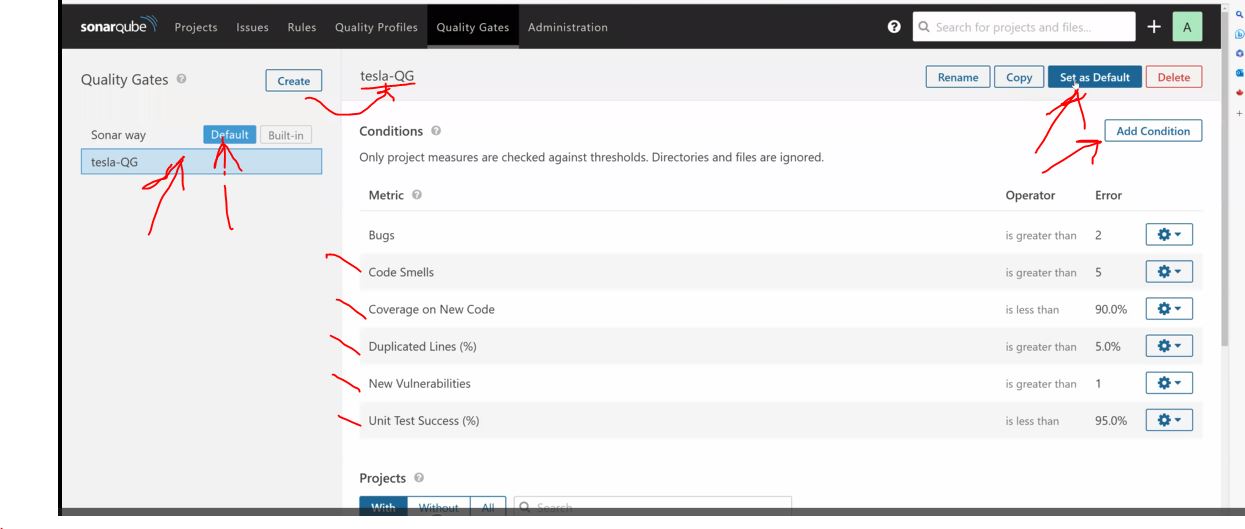 sonarqube Projects Issues Rules Quality Profiles Quality Gates Administration Search for projects and files... A
Quality Gates Create
Sonar way Default Built-in
tesla-QG
tesla-QG Rename Copy Set as Default Delete
Conditions Add Condition
Only project measures are checked against thresholds. Directories and files are ignored.
Metric Operator Error
Bugs is greater than 2
Code Smells is greater than 5
Coverage on New Code is less than 90.0%
Duplicated Lines (%) is greater than 5.0%
New Vulnerabilities is greater than 1
Unit Test Success (%) is less than 95.0%
Projects
With Without All Search